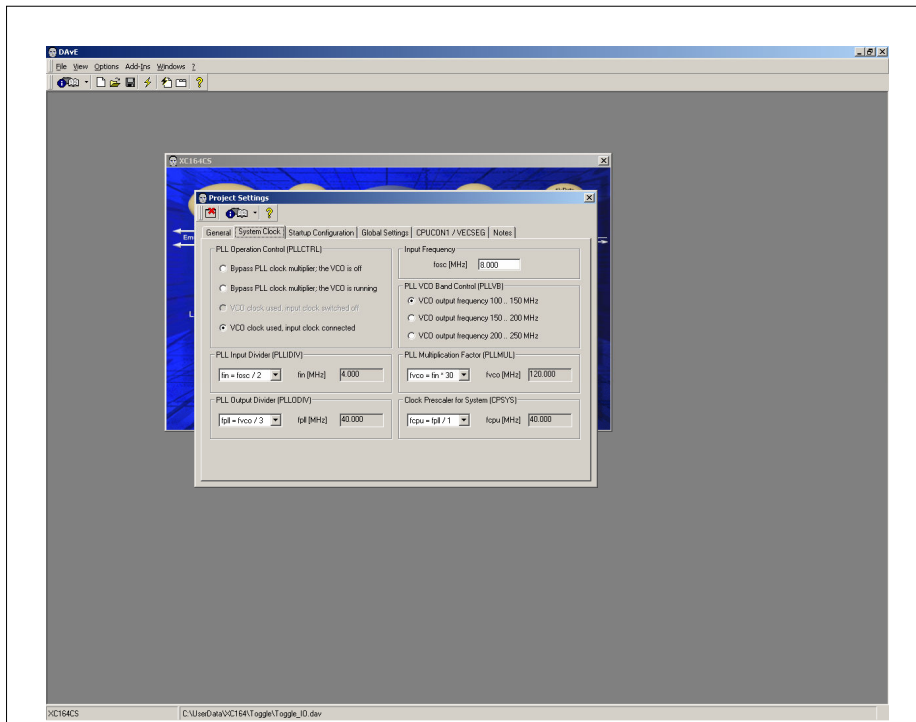 DAvE
File View Options Add-Ins Windows ?
XC164CS
Project Settings
General System Clock Startup Configuration Global Settings CPUCON1 / VECSEG Notes
PLL Operation Control (PLLCTRL)
Bypass PLL clock multiplier; the VCO is off
Bypass PLL clock multiplier; the VCO is running
VCO clock used, input clock switched off
VCO clock used, input clock connected
Input Frequency
fosc [MHz] 8.000
PLL VCO Band Control (PLLVB)
VCO output frequency 100 .. 150 MHz
VCO output frequency 150 .. 200 MHz
VCO output frequency 200 .. 250 MHz
PLL Input Divider (PLLIDIV)
fin = fosc / 2 fin [MHz] 4.000
PLL Multiplication Factor (PLLMUL)
fvco = fin * 30 fvco [MHz] 120.000
PLL Output Divider (PLLODIV)
fpll = fvco / 3 fpll [MHz] 40.000
Clock Prescaler for System (CPSYS)
fcpu = fpll / 1 fcpu [MHz] 40.000
XC164CS C:\UserData\XC164\Toggle\Toggle_IO.dav